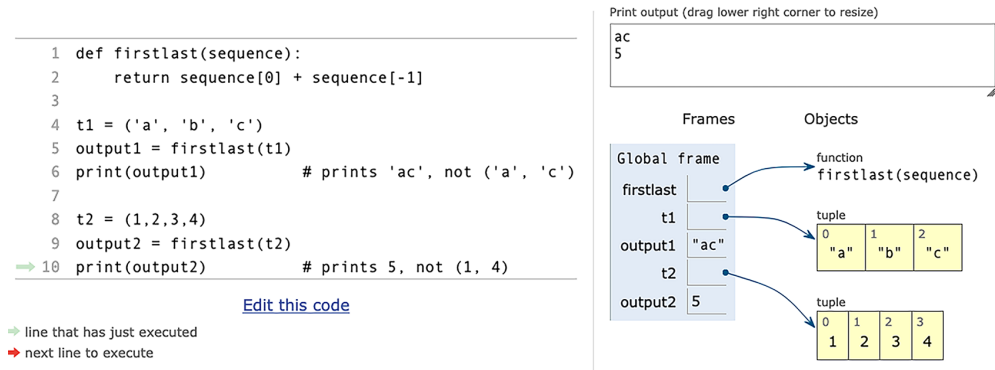 1 def firstlast(sequence):
2     return sequence[0] + sequence[-1]
3
4 t1 = ('a', 'b', 'c')
5 output1 = firstlast(t1)
6 print(output1)          # prints 'ac', not ('a', 'c')
7
8 t2 = (1,2,3,4)
9 output2 = firstlast(t2)
10 print(output2)          # prints 5, not (1, 4)
Edit this code
line that has just executed
next line to execute
Print output (drag lower right corner to resize)
ac
5
Frames Objects
Global frame
firstlast
t1
output1 "ac"
t2
output2 5
function
firstlast(sequence)
tuple
0 1 2
"a" "b" "c"
tuple
0 1 2 3
1 2 3 4